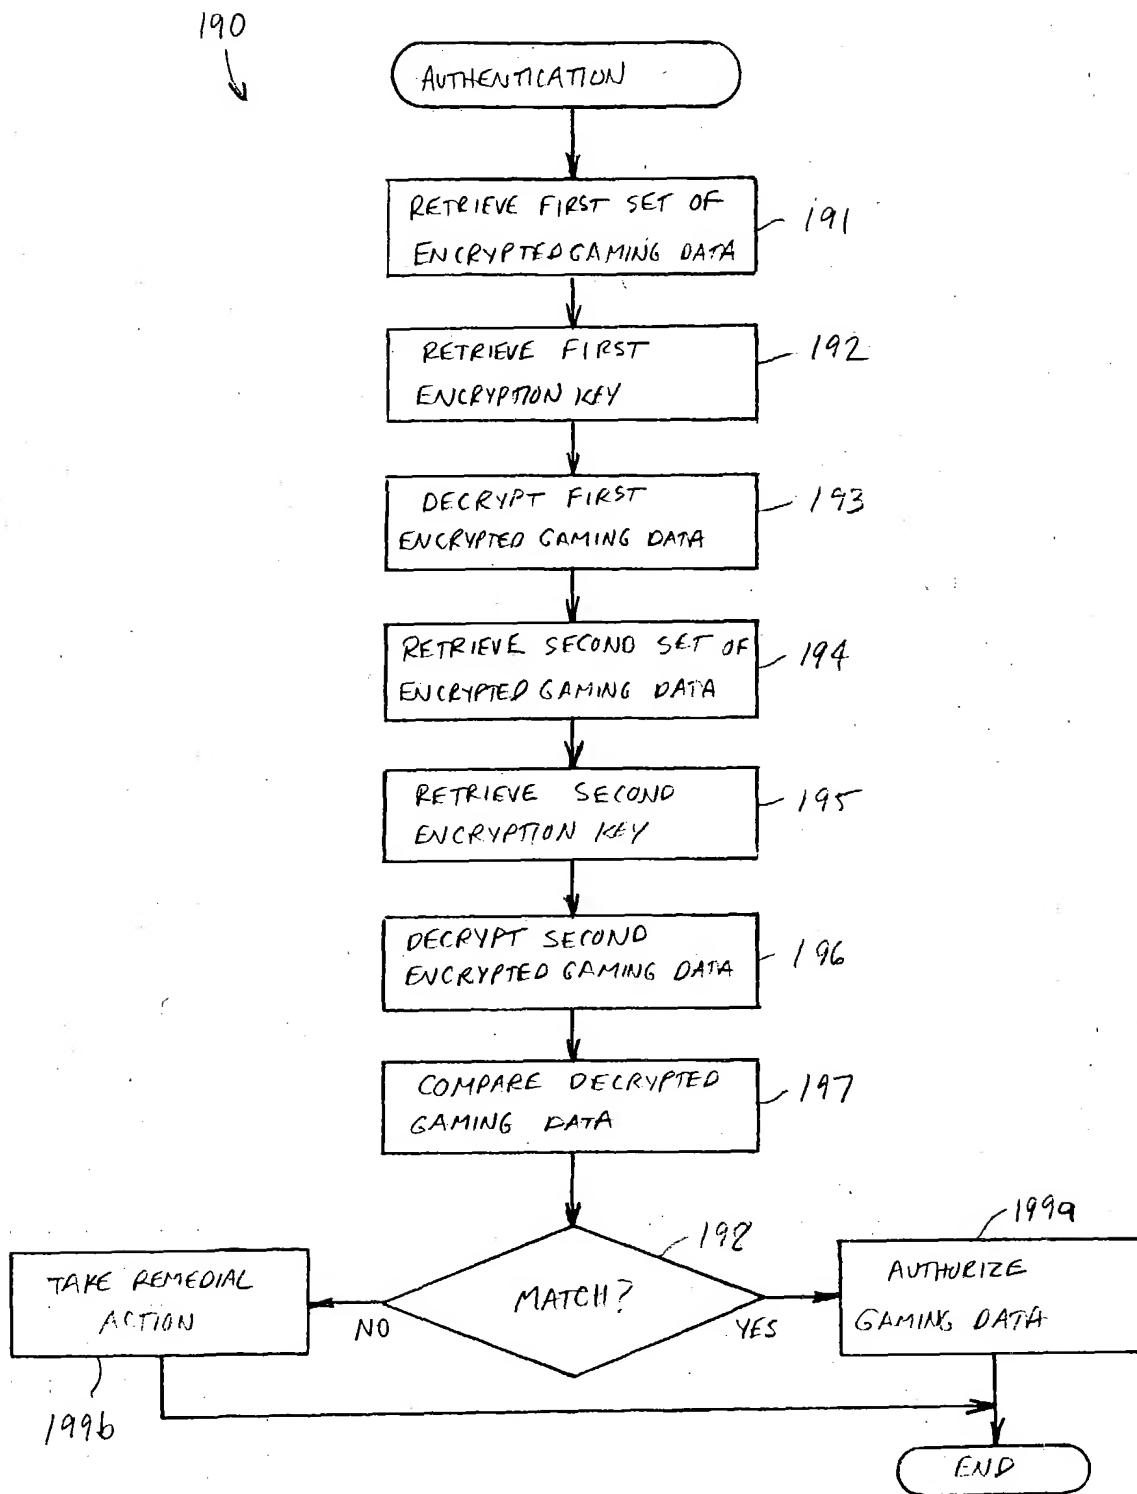 190
AUTHENTICATION
RETRIEVE FIRST SET OF
ENCRYPTED GAMING DATA
191
RETRIEVE FIRST
ENCRYPTION KEY
192
DECRYPT FIRST
ENCRYPTED GAMING DATA
193
RETRIEVE SECOND SET OF
ENCRYPTED GAMING DATA
194
RETRIEVE SECOND
ENCRYPTION KEY
195
DECRYPT SECOND
ENCRYPTED GAMING DATA
196
COMPARE DECRYPTED
GAMING DATA
197
198
MATCH?
NO
YES
TAKE REMEDIAL
ACTION
199b
199a
AUTHORIZE
GAMING DATA
END